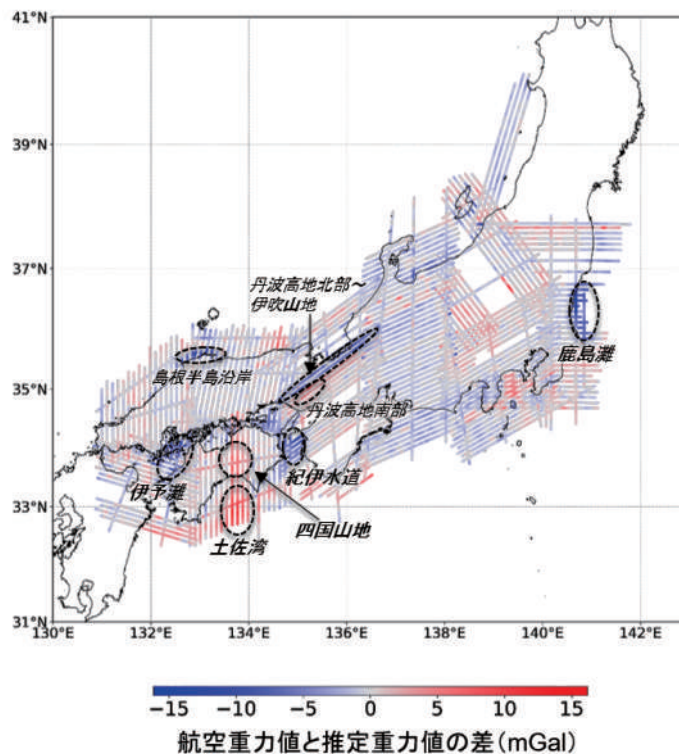 41°N
39°N
37°N
35°N
33°N
31°N
丹波高地北部～
伊吹山地
鹿島灘
島根半島沿岸
丹波高地南部
伊予灘
紀伊水道
四国山地
土佐湾
130°E 132°E 134°E 136°E 138°E 140°E 142°E
−15 −10 −5 0 5 10 15
航空重力値と推定重力値の差(mGal)